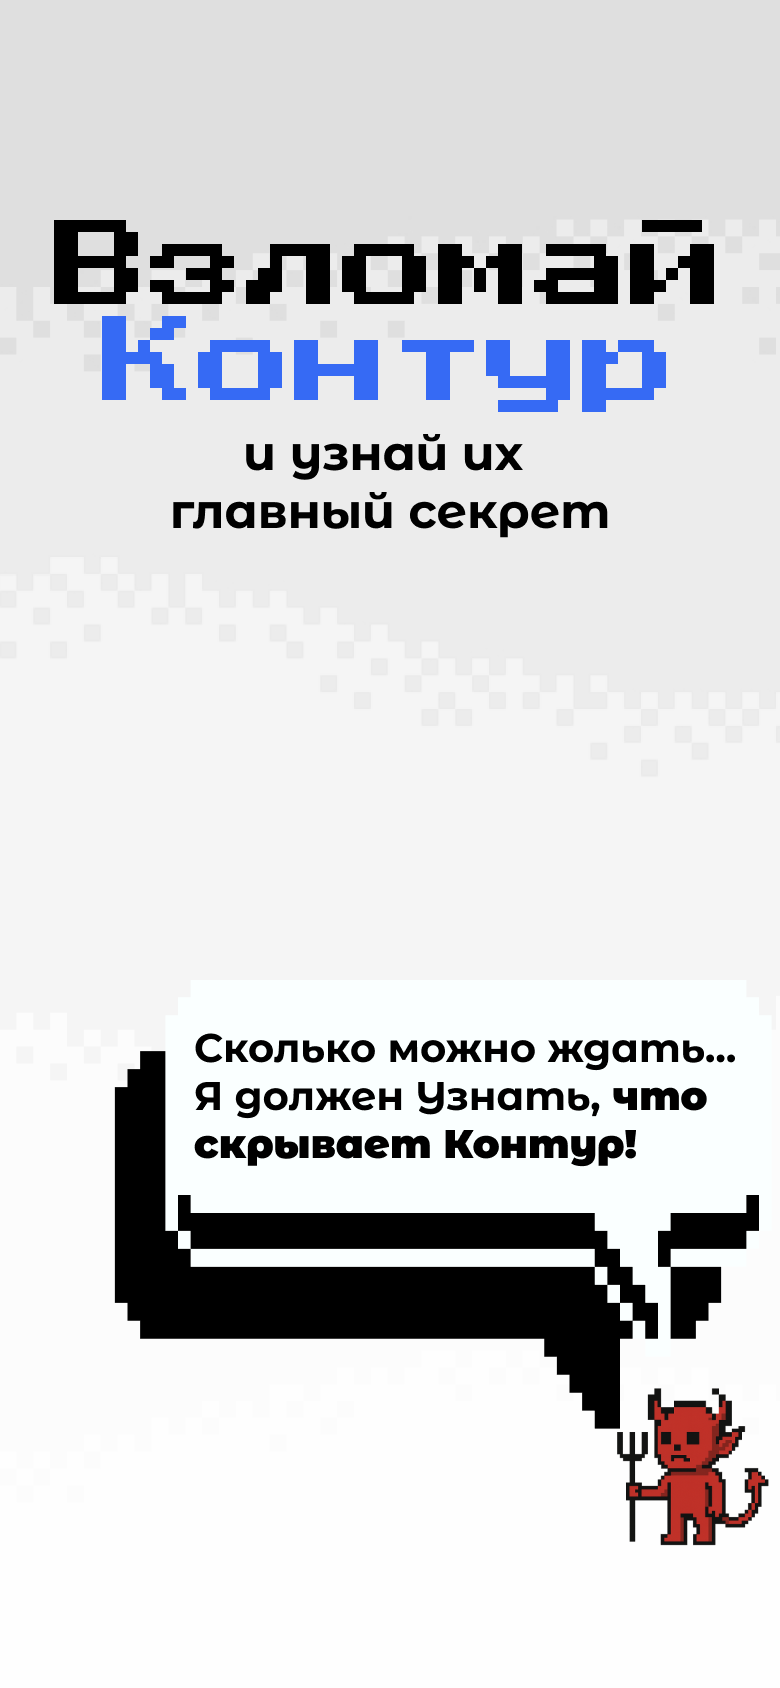 Взломай
Контур
и узнай их
главный секрет
Сколько можно ждать...
Я должен Узнать, что
скрывает Контур!